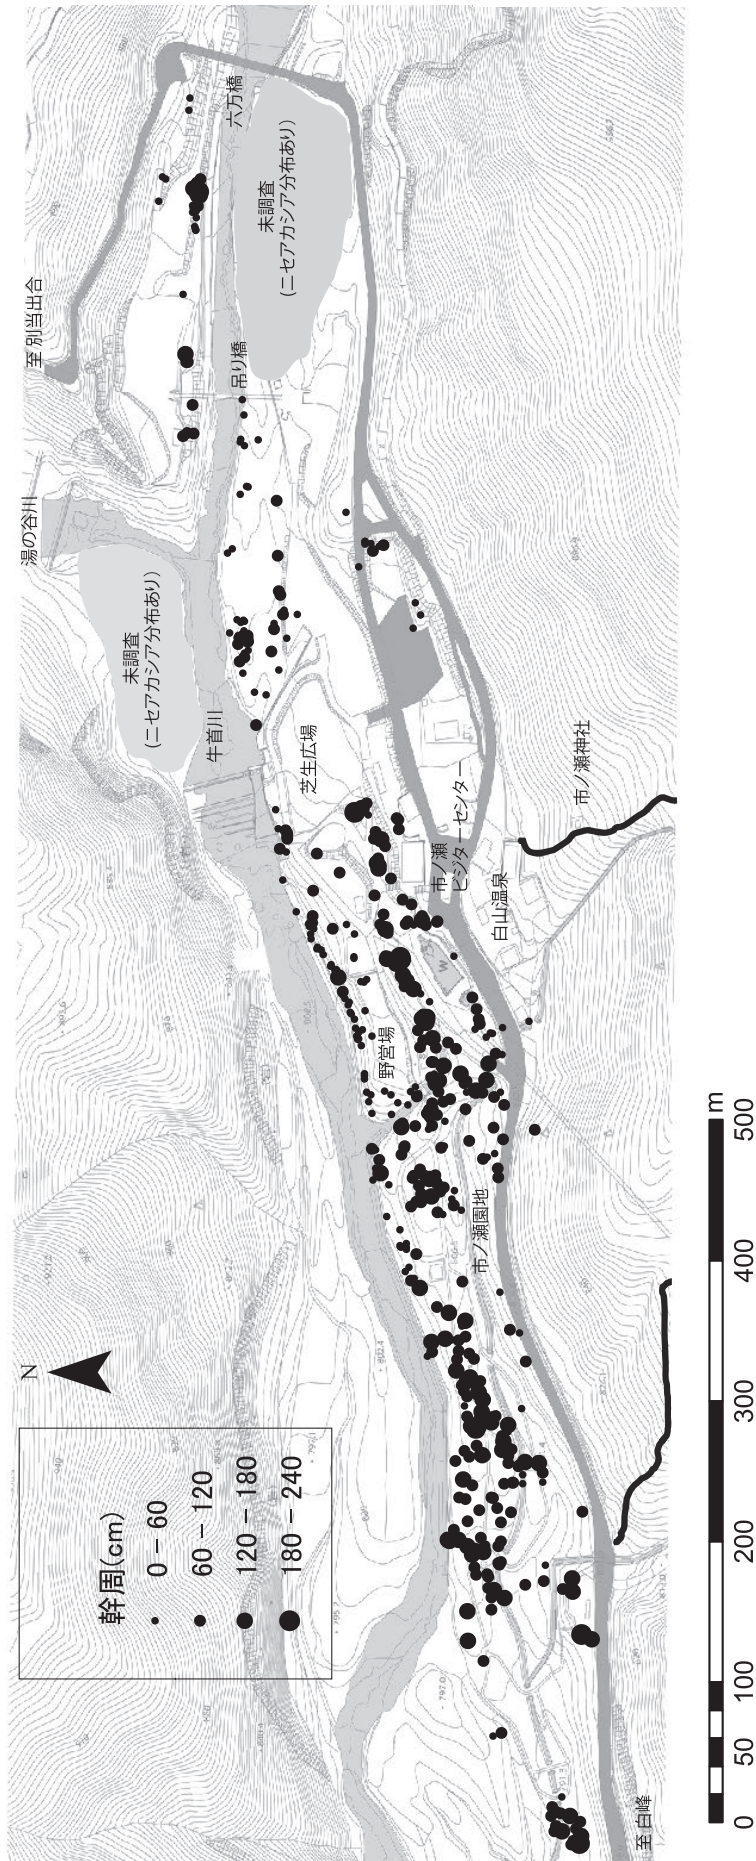 N
幹周(cm)
0－60
60－120
120－180
180－240
湯の谷川
至 別当出合
未調査
(ニセアカシア分布あり)
六万橋
未調査
(ニセアカシア分布あり)
吊り橋
牛首川
芝生広場
野営場
市ノ瀬
ビジターセンター
市ノ瀬神社
白山温泉
市ノ瀬園地
至 白峰
W
0 50 100 200 300 400 500
m